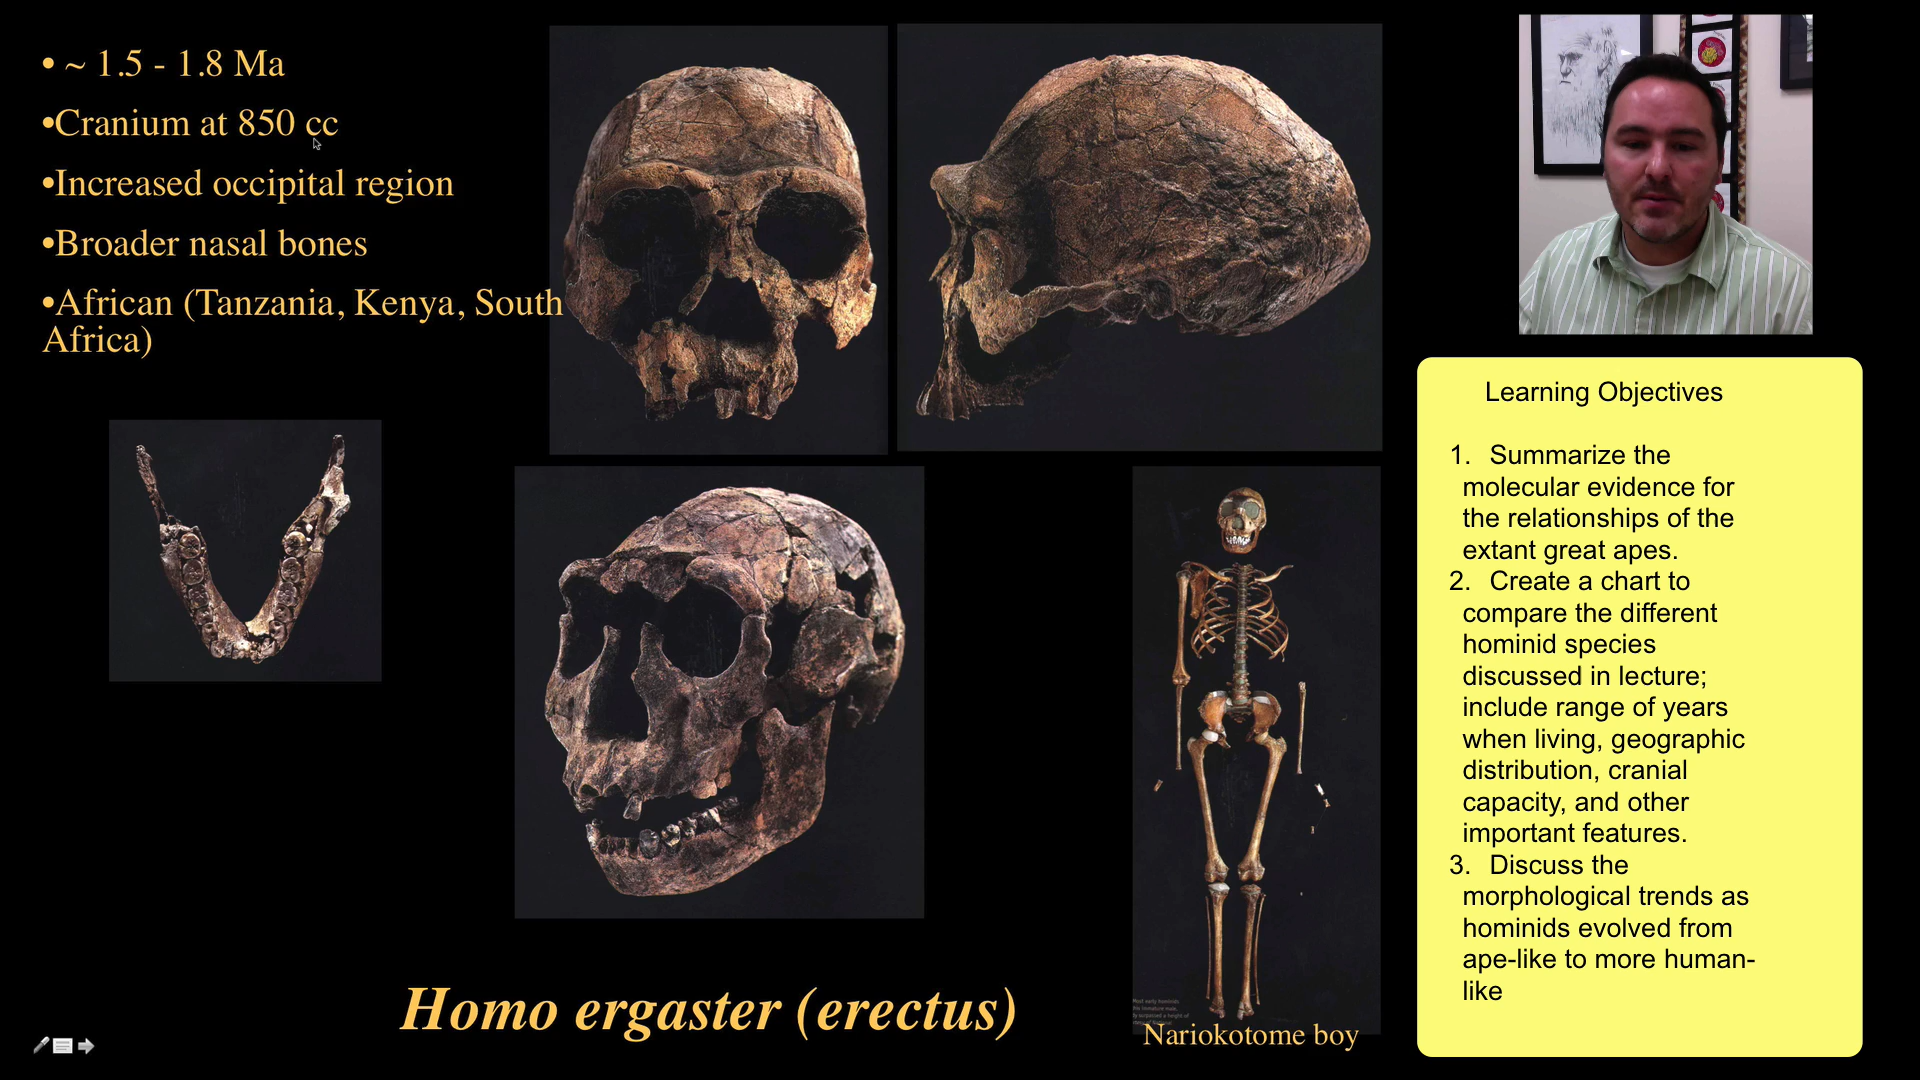 • ~ 1.5 - 1.8 Ma
•Cranium at 850 cc
•Increased occipital region
•Broader nasal bones
•African (Tanzania, Kenya, South
Africa)
Homo ergaster (erectus)
Most early hominids
Nariokotome boy
Learning Objectives
1. Summarize the
molecular evidence for
the relationships of the
extant great apes.
2. Create a chart to
compare the different
hominid species
discussed in lecture;
include range of years
when living, geographic
distribution, cranial
capacity, and other
important features.
3. Discuss the
morphological trends as
hominids evolved from
ape-like to more human-
like